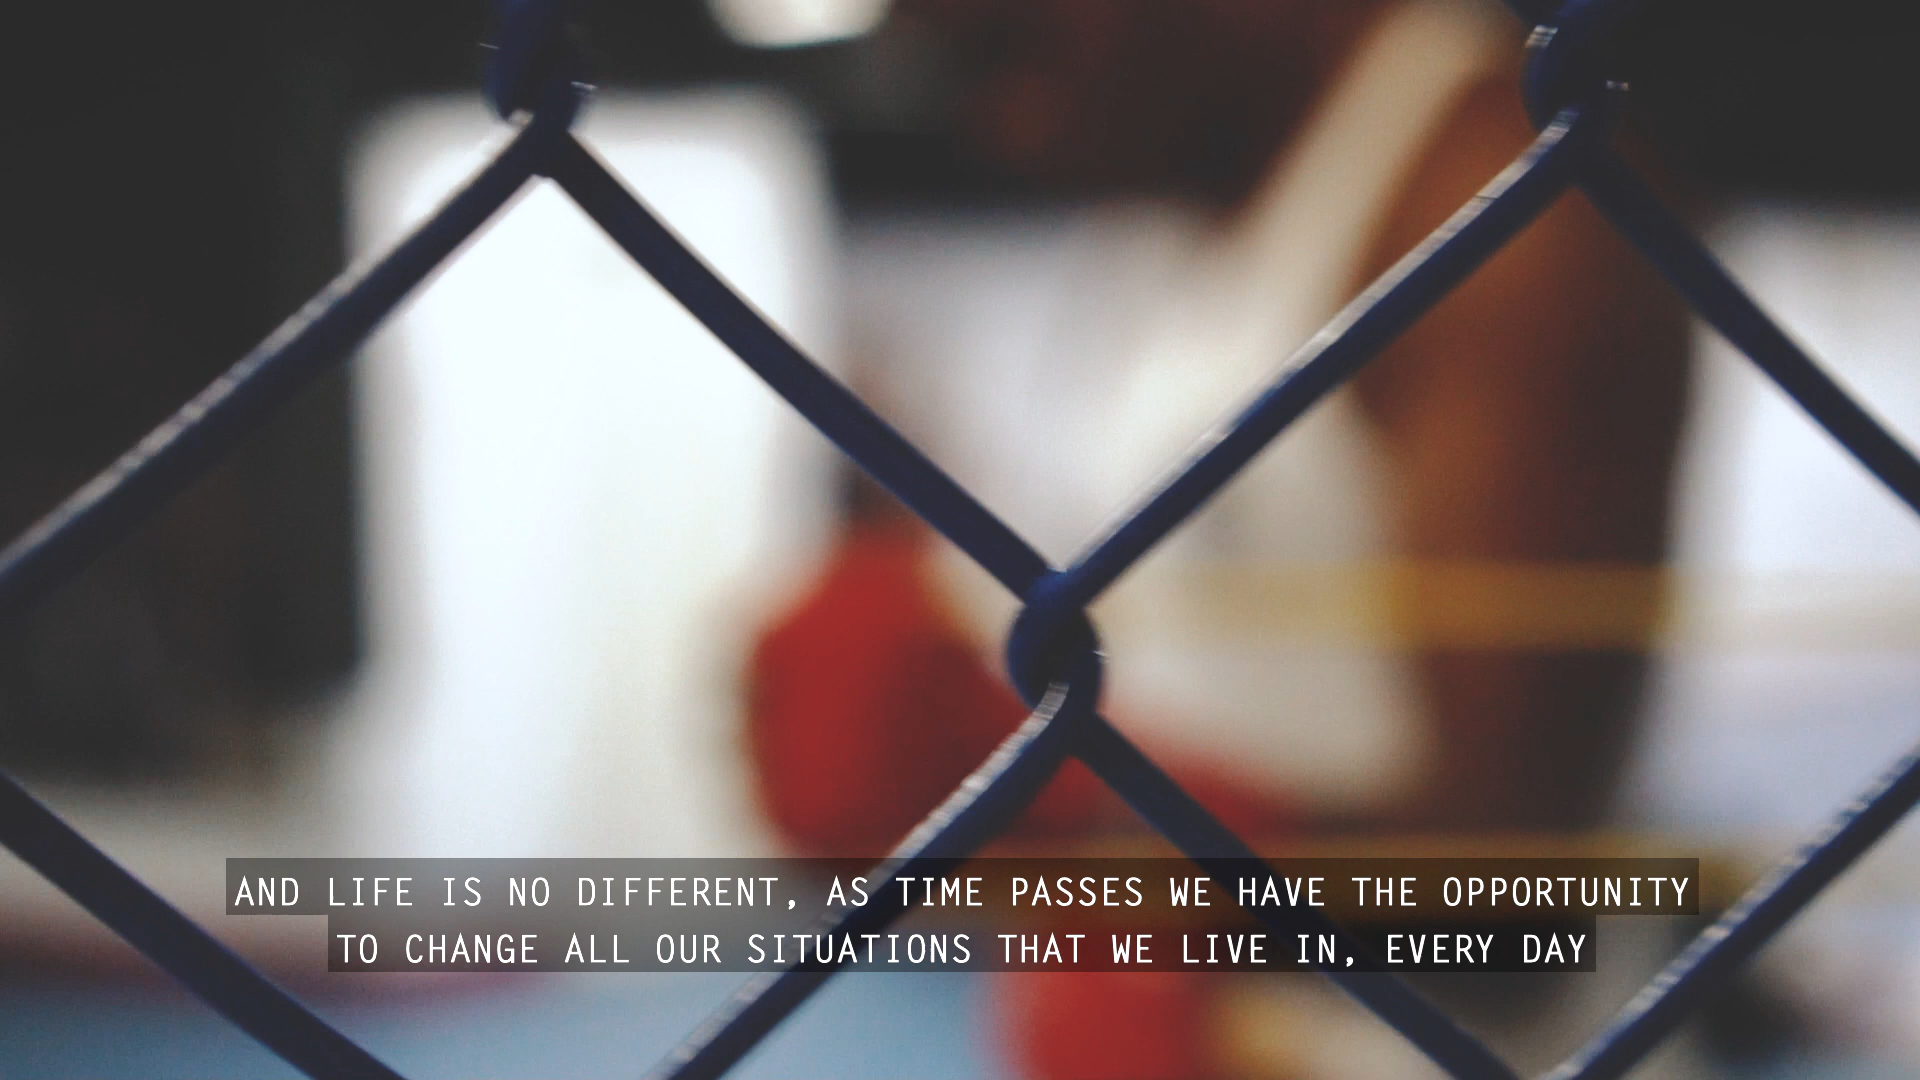 AND LIFE IS NO DIFFERENT, AS TIME PASSES WE HAVE THE OPPORTUNITY
TO CHANGE ALL OUR SITUATIONS THAT WE LIVE IN, EVERY DAY